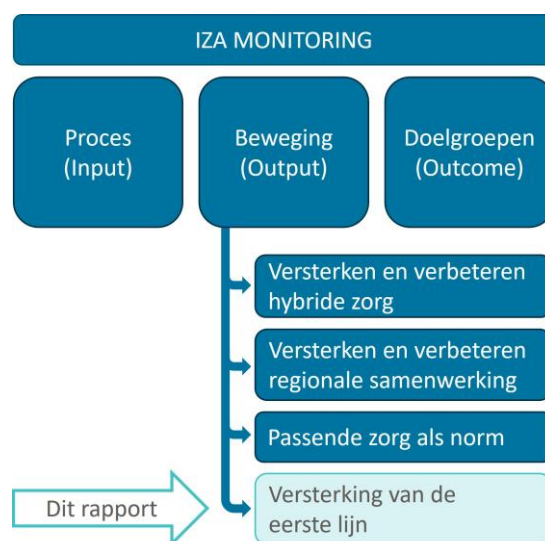 IZA MONITORING
Proces
(Input)
Beweging
(Output)
Doelgroepen
(Outcome)
Versterken en verbeteren
hybride zorg
Versterken en verbeteren
regionale samenwerking
Passende zorg als norm
Dit rapport
Versterking van de
eerste lijn